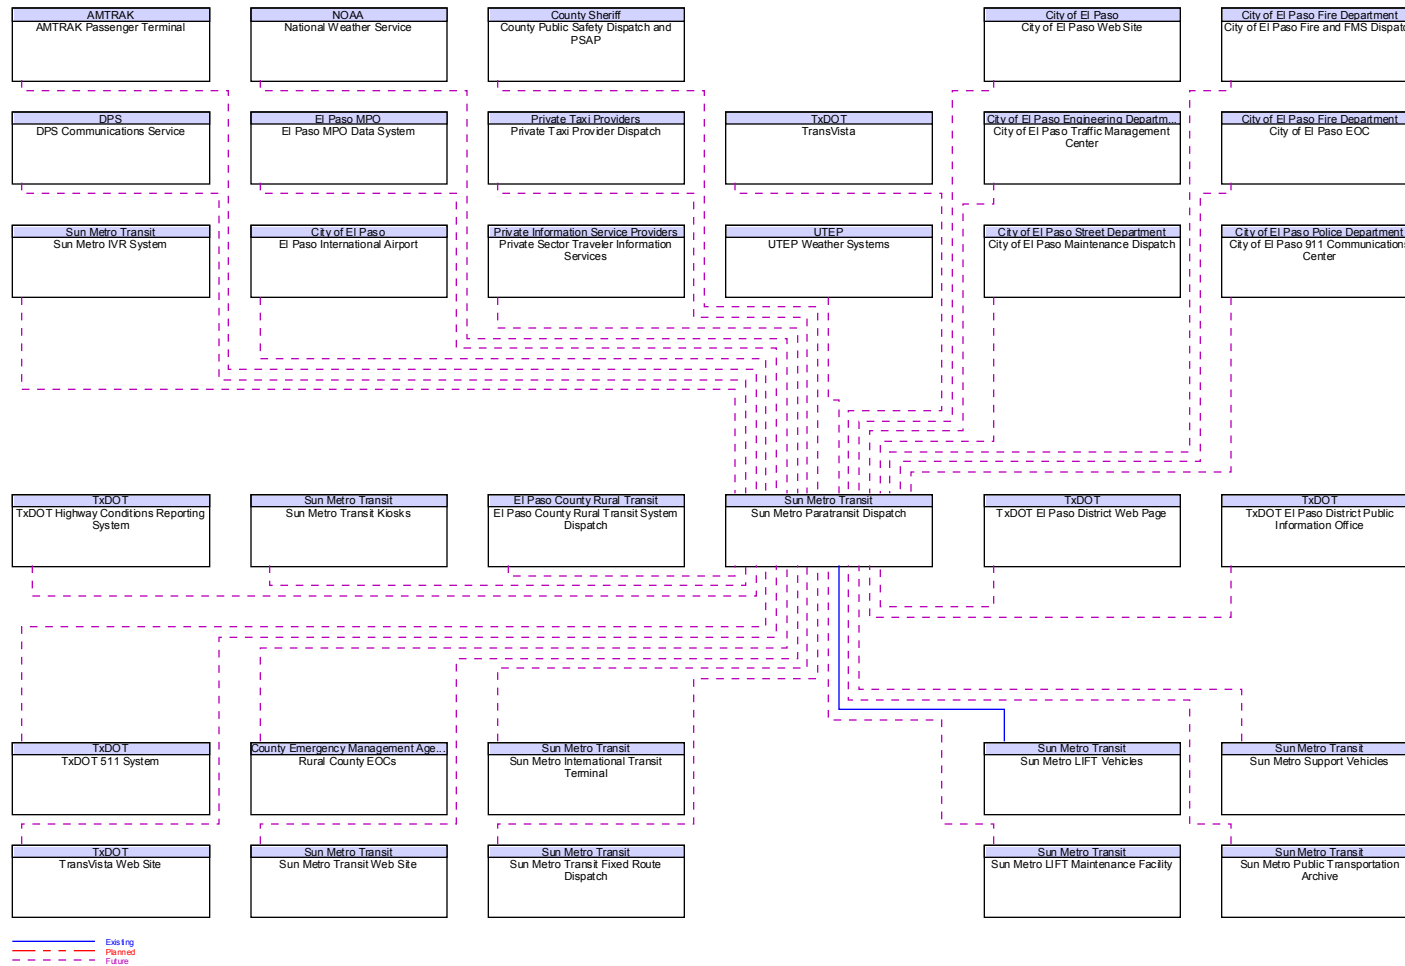 AMTRAK
AMTRAK Passenger Terminal
NOAA
National Weather Service
County Sheriff
County Public Safety Dispatch and
PSAP
City of El Paso
City of El Paso Web Site
City of El Paso Fire Department
City of El Paso Fire and FMS Dispatc
DPS
DPS Communications Service
El Paso MPO
El Paso MPO Data System
Private Taxi Providers
Private Taxi Provider Dispatch
TxDOT
TransVista
City of El Paso Engineering Departm...
City of El Paso Traffic Management
Center
City of El Paso Fire Department
City of El Paso EOC
Sun Metro Transit
Sun Metro IVR System
City of El Paso
El Paso International Airport
Private Information Service Providers
Private Sector Traveler Information
Services
UTEP
UTEP Weather Systems
City of El Paso Street Department
City of El Paso Maintenance Dispatch
City of El Paso Police Department
City of El Paso 911 Communications
Center
TxDOT
TxDOT Highway Conditions Reporting
System
Sun Metro Transit
Sun Metro Transit Kiosks
El Paso County Rural Transit
El Paso County Rural Transit System
Dispatch
Sun Metro Transit
Sun Metro Paratransit Dispatch
TxDOT
TxDOT El Paso District Web Page
TxDOT
TxDOT El Paso District Public
Information Office
TxDOT
TxDOT 511 System
County Emergency Management Age...
Rural County EOCs
Sun Metro Transit
Sun Metro International Transit
Terminal
Sun Metro Transit
Sun Metro LIFT Vehicles
Sun Metro Transit
Sun Metro Support Vehicles
TxDOT
TransVista Web Site
Sun Metro Transit
Sun Metro Transit Web Site
Sun Metro Transit
Sun Metro Transit Fixed Route
Dispatch
Sun Metro Transit
Sun Metro LIFT Maintenance Facility
Sun Metro Transit
Sun Metro Public Transportation
Archive
Existing
Planned
Future